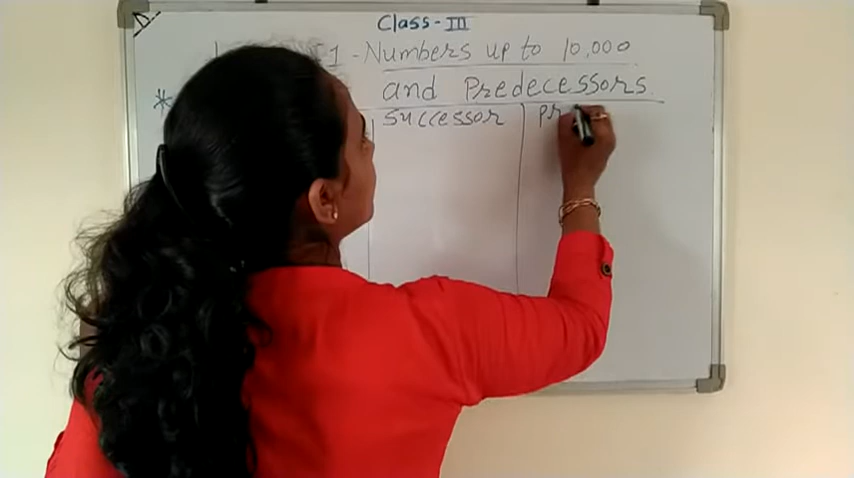 D
Class - III
1 - Numbers up to 10,000
* and Predecessors.
Successor pr